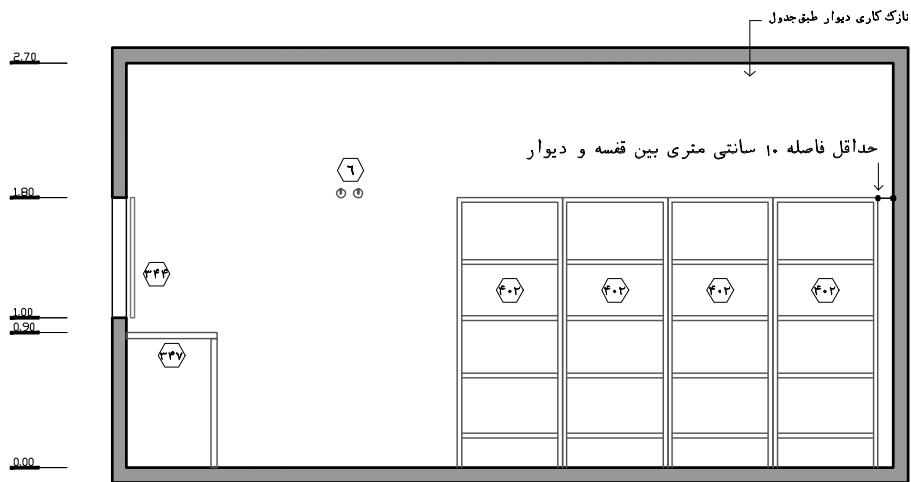 نازک کاری دیوار طبق جدول
2.70
حداقل فاصله ۱۰ سانتی متری بین قفسه و دیوار
۶
1.80
۳۴۴
۴۰۲ ۴۰۲ ۴۰۲ ۴۰۲
1.00
0.90
۳۴۷
0.00